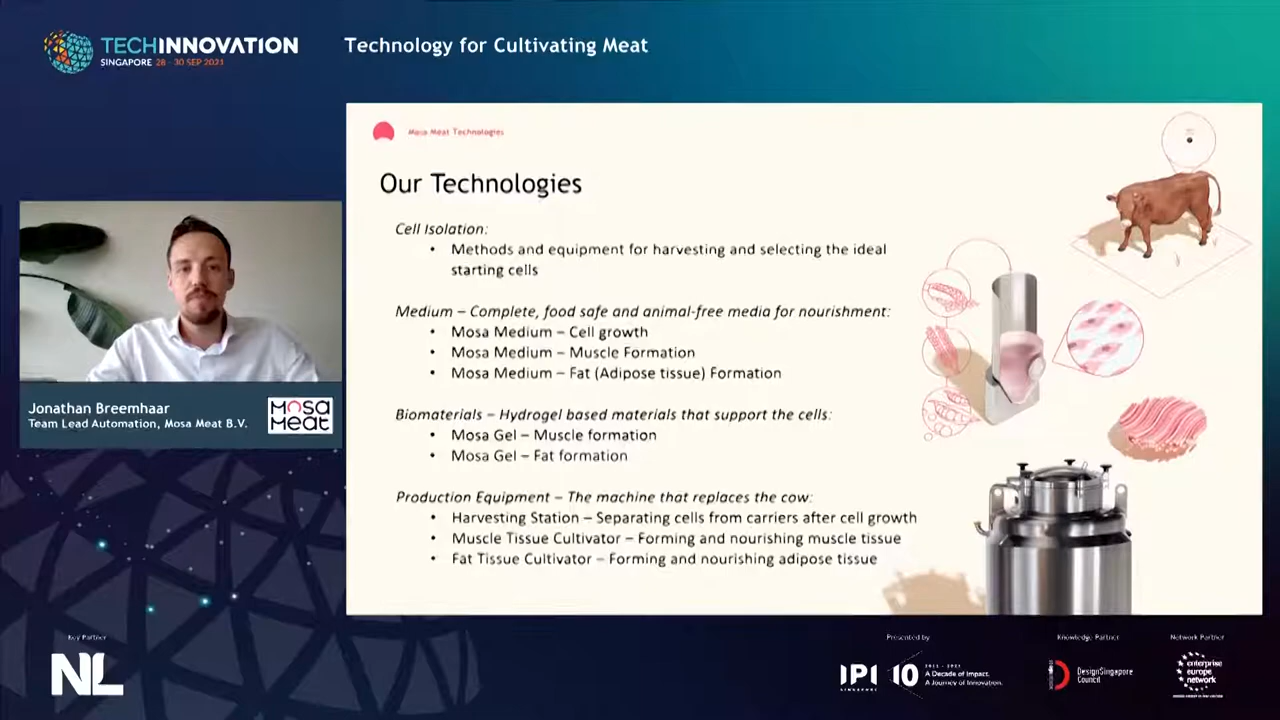 TECHINNOVATION
SINGAPORE 28 - 30 SEP 2021
Technology for Cultivating Meat
Mosa Meat Technologies
Our Technologies
Cell Isolation:
• Methods and equipment for harvesting and selecting the ideal
starting cells
Medium – Complete, food safe and animal-free media for nourishment:
• Mosa Medium – Cell growth
• Mosa Medium – Muscle Formation
• Mosa Medium – Fat (Adipose tissue) Formation
Biomaterials – Hydrogel based materials that support the cells:
• Mosa Gel – Muscle formation
• Mosa Gel – Fat formation
Production Equipment – The machine that replaces the cow:
• Harvesting Station – Separating cells from carriers after cell growth
• Muscle Tissue Cultivator – Forming and nourishing muscle tissue
• Fat Tissue Cultivator – Forming and nourishing adipose tissue
Jonathan Breemhaar
Team Lead Automation, Mosa Meat B.V.
MOSA
MEAT
Key Partner
NL
Presented by
IPI
SINGAPORE
10
2011 - 2021
A Decade of Impact.
A Journey of Innovation.
Knowledge Partner
DesignSingapore
Council
Network Partner
enterprise
europe
network